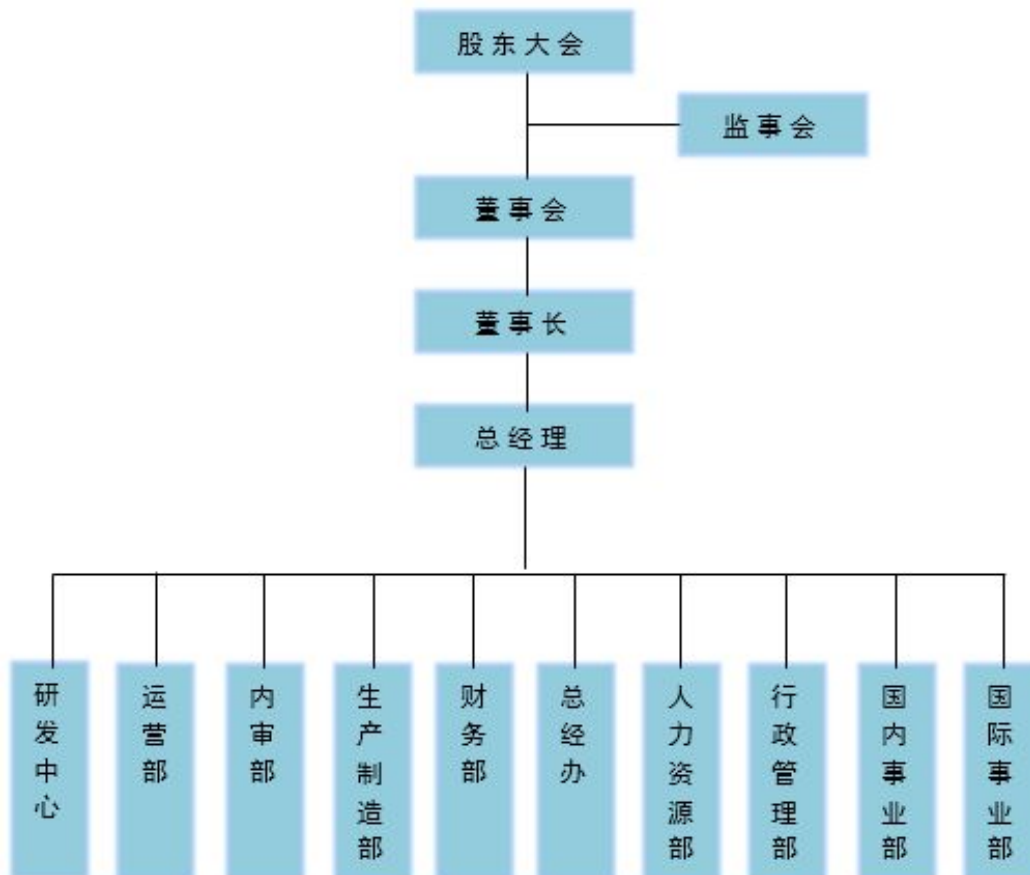 股东大会
监事会
董事会
董事长
总经理
研发中心
运营部
内审部
生产制造部
财务部
总经办
人力资源部
行政管理部
国内事业部
国际事业部